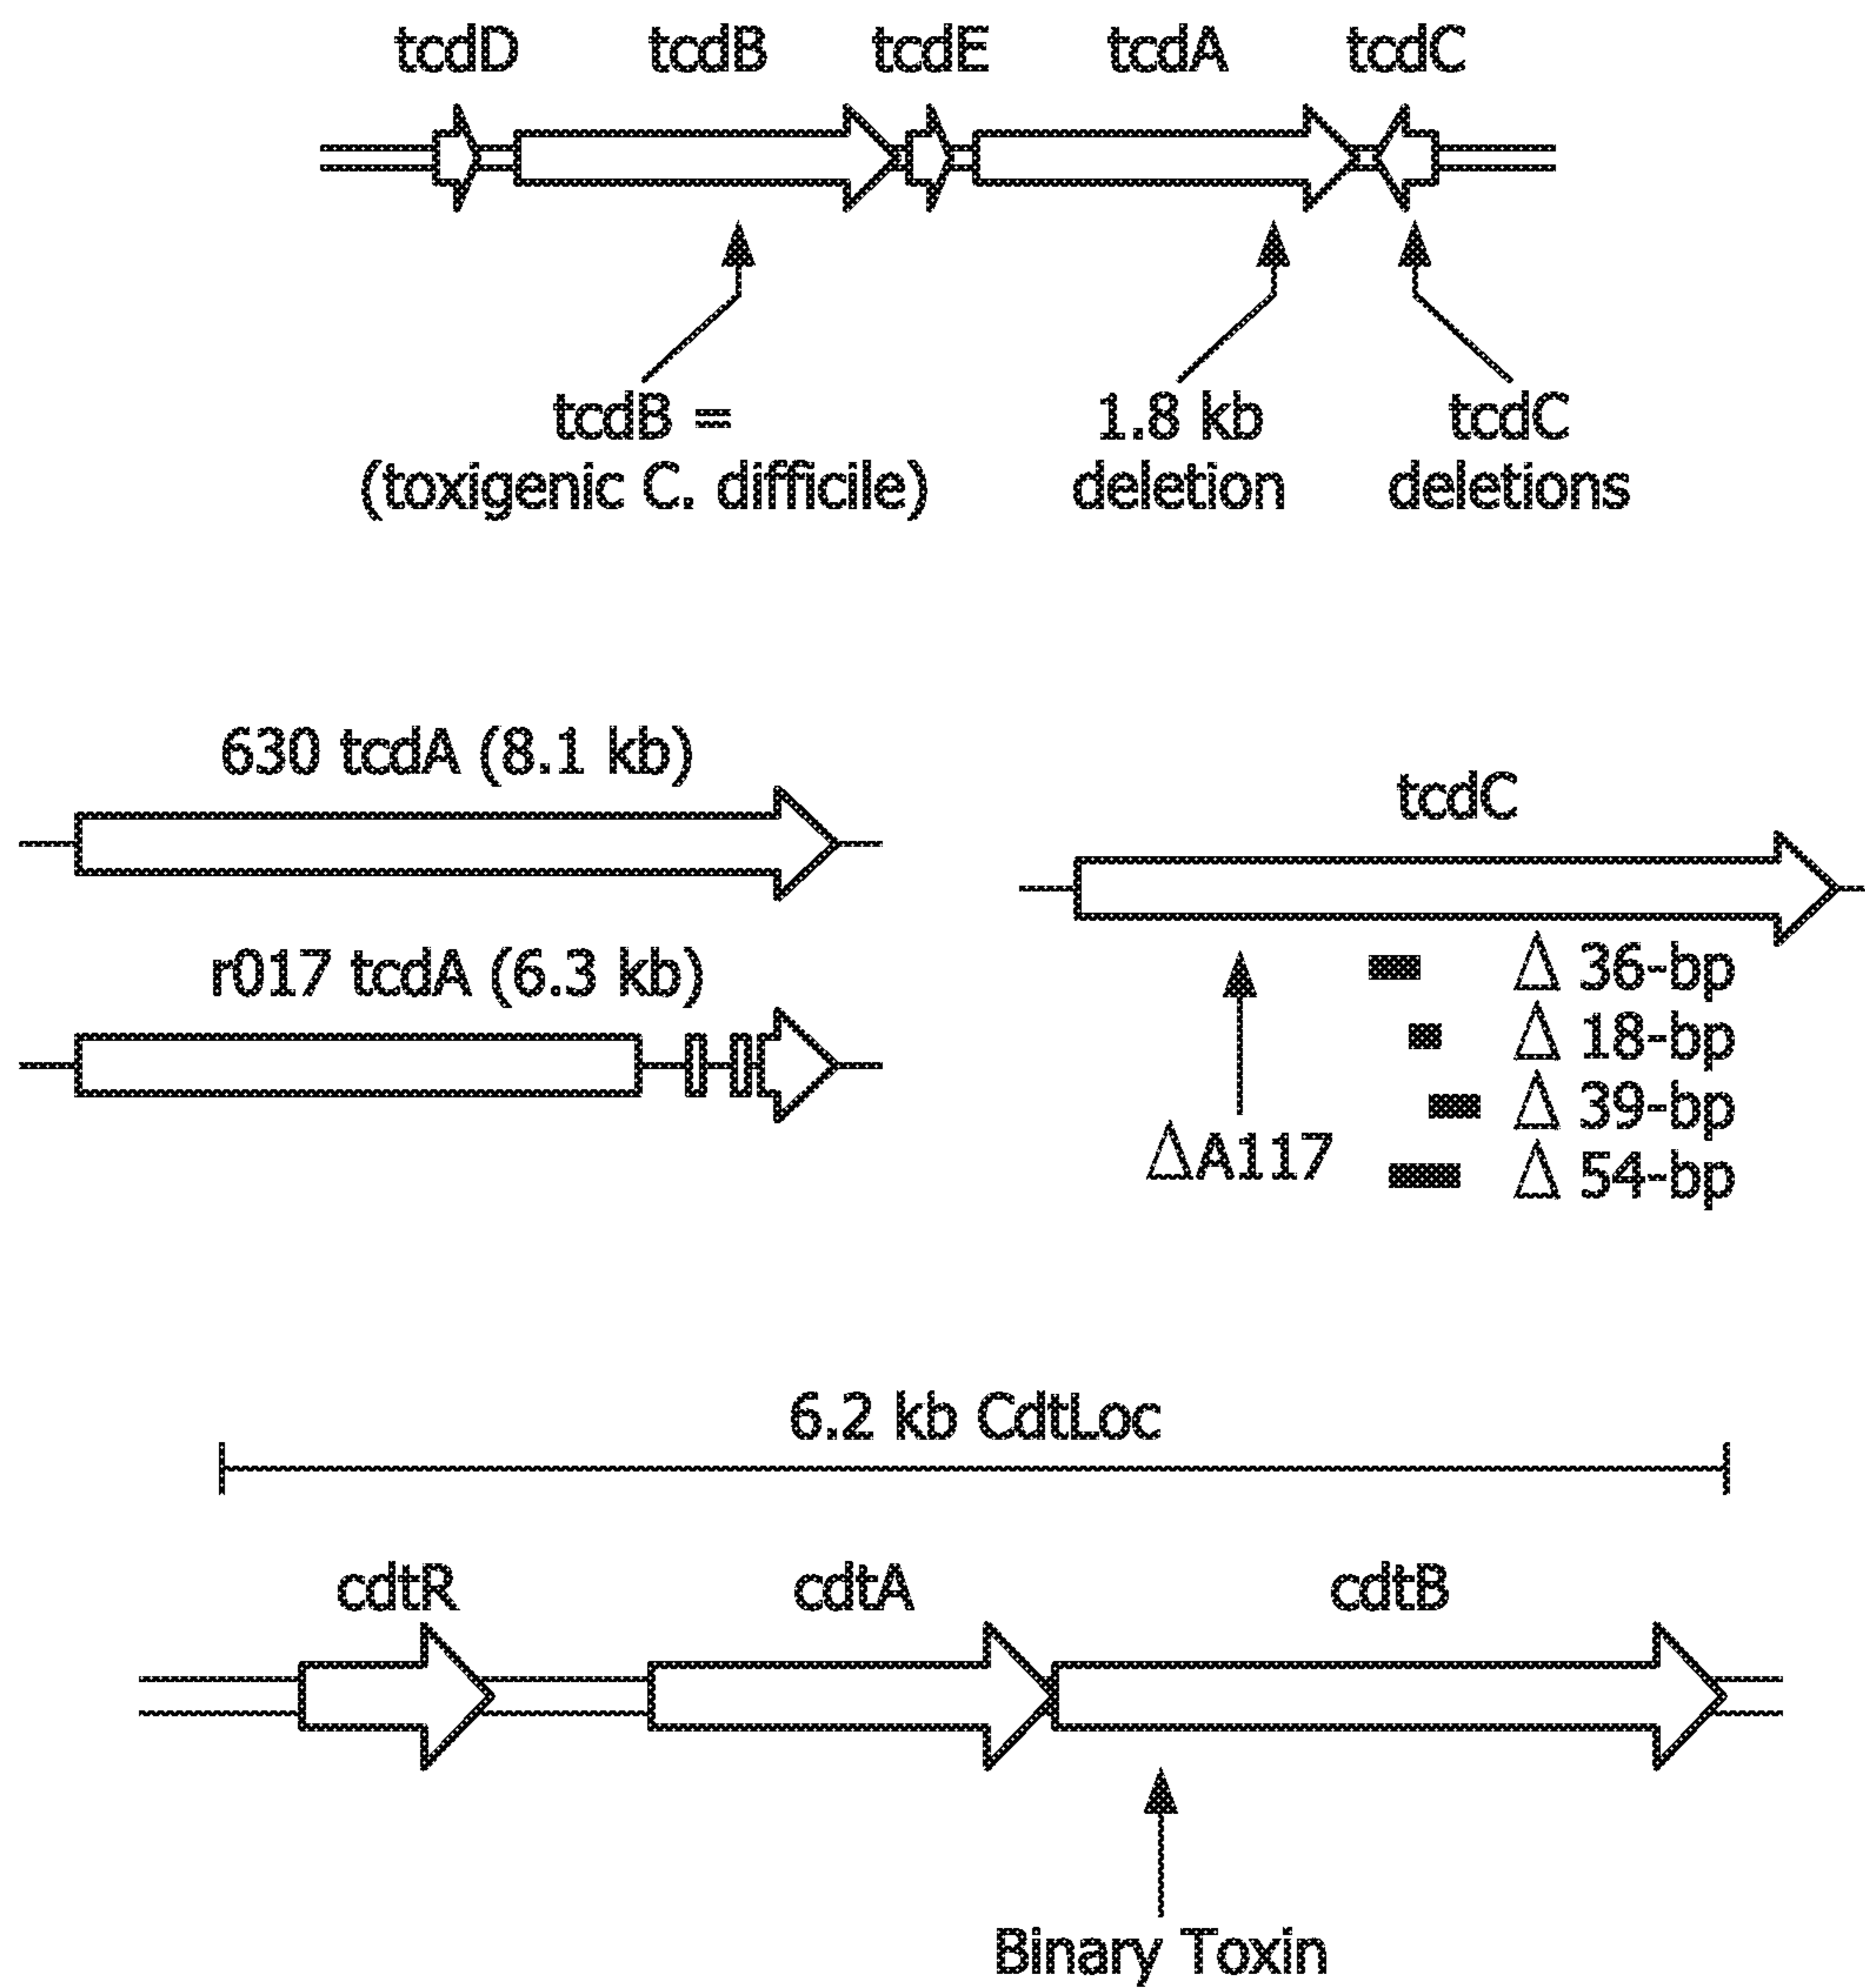 tcdD tcdB tcdE tcdA tcdC
tcdB =
(toxigenic C. difficile)
1.8 kb
deletion
tcdC
deletions
630 tcdA (8.1 kb)
r017 tcdA (6.3 kb)
tcdC
Δ 36-bp
Δ 18-bp
Δ 39-bp
Δ 54-bp
ΔA117
6.2 kb CdtLoc
cdtR cdtA cdtB
Binary Toxin